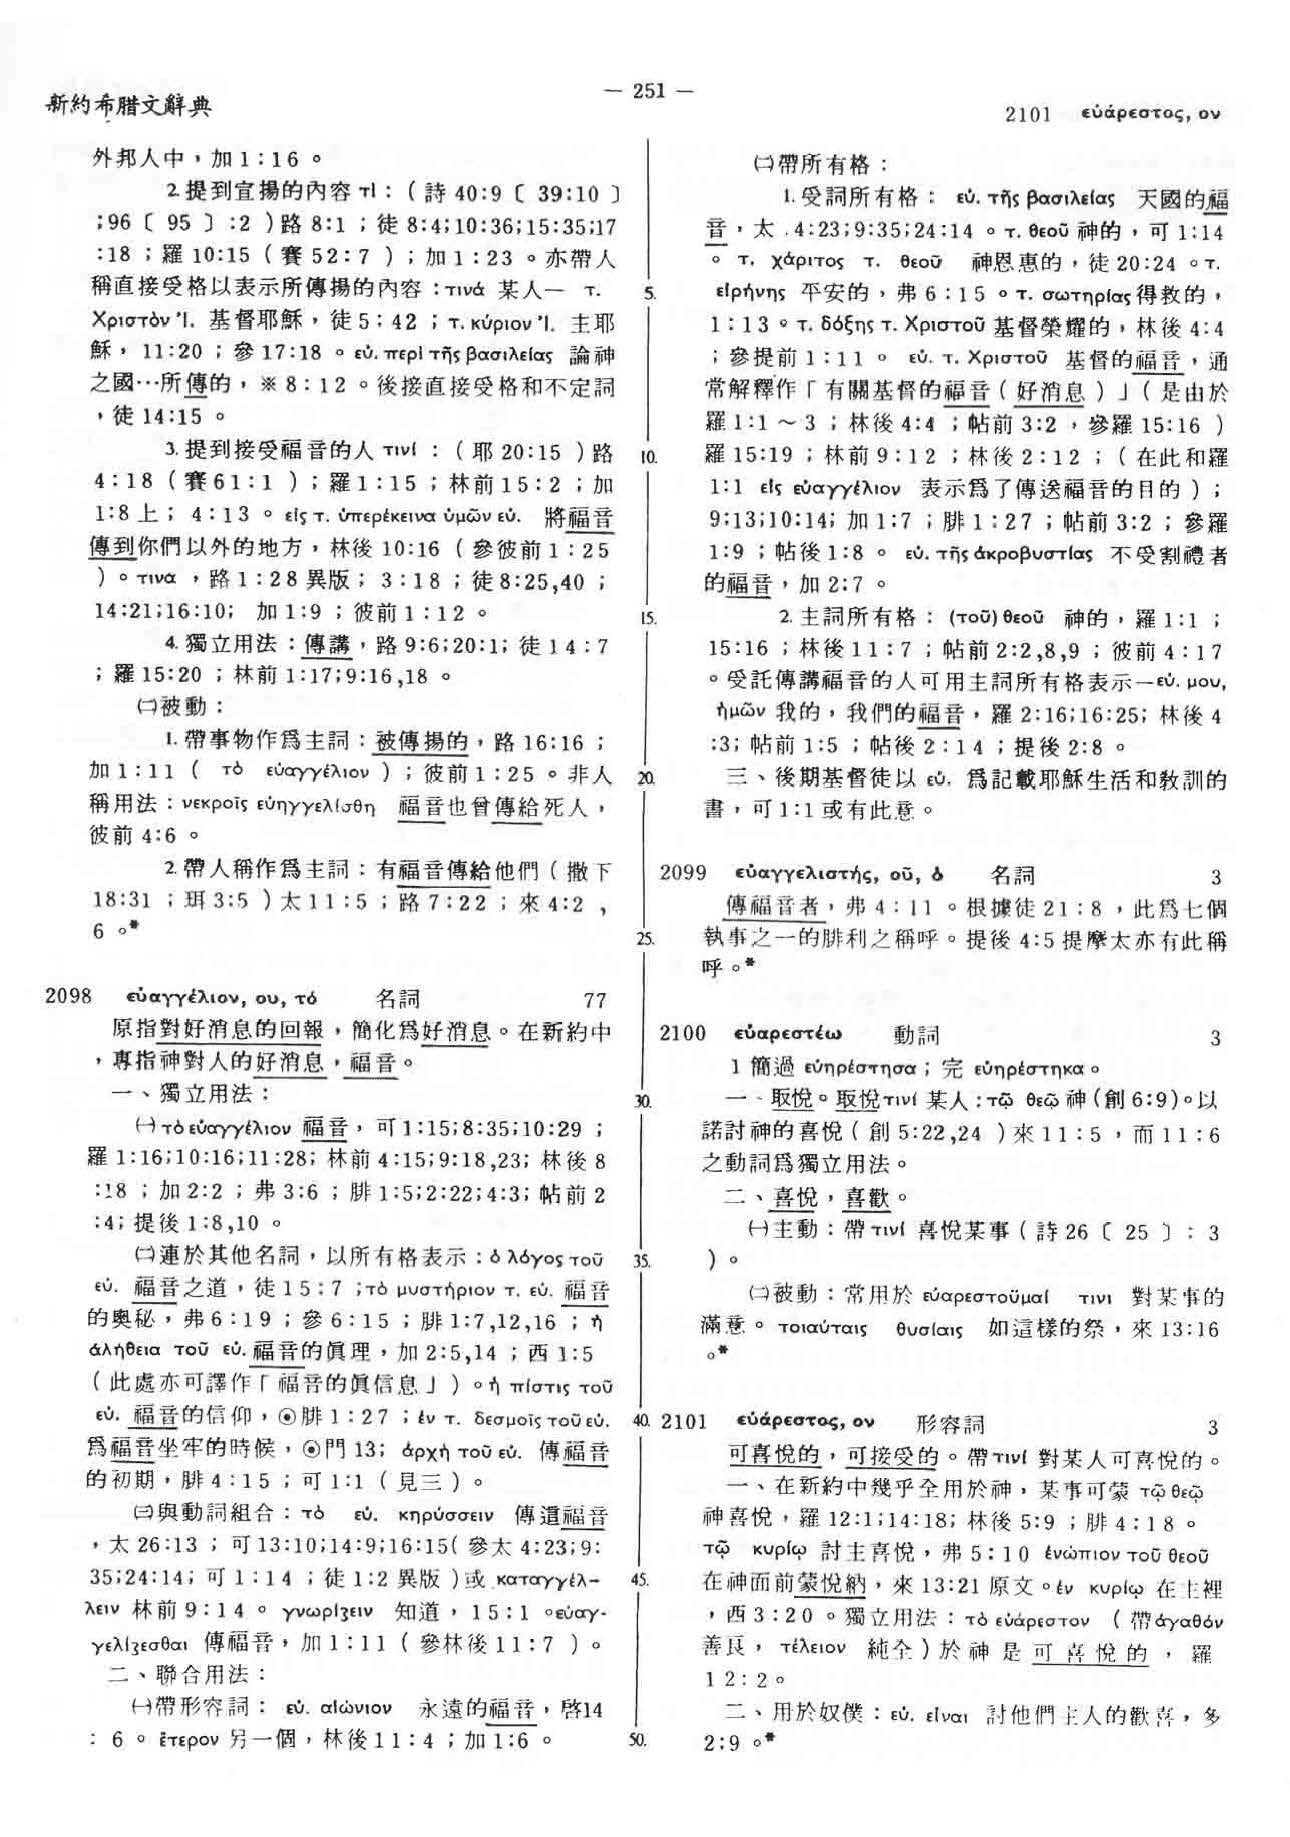 新約希腊文辭典
— 251 —
2101 εὐάρεστος, ον
外邦人中，加1：16。
2.提到宣揚的內容 τὶ：（詩 40:9〔 39:10 〕
;96〔 95 〕:2 )路 8:1 ；徒 8:4;10:36;15:35;17
:18 ；羅 10:15（賽 52：7 ）；加1：23 。亦帶人
稱直接受格以表示所傳揚的內容：τινά 某人— τ.
Χριστὸν Ἰ. 基督耶穌，徒5：42 ；τ. κύριον Ἰ. 主耶
穌， 11:20 ；參17:18 。εὐ. περὶ τῆς βασιλείας 論神
之國…所傳的，※8：12。後接直接受格和不定詞
，徒14:15 。
3.提到接受福音的人 τινί ：（耶 20:15 )路
4:18（賽61:1 ）；羅1:15 ；林前15:2 ；加
1:8上； 4:13 。εἰς τ. ὑπερέκεινα ὑμῶν εὐ. 將福音
傳到你們以外的地方，林後10:16（參彼前1：25
）。τινα ，路1：28異版；3:18 ；徒8:25,40 ；
14:21;16:10; 加1:9 ；彼前1：12 。
4.獨立用法：傳講，路9:6;20:1; 徒14:7
；羅15:20 ；林前1:17;9:16,18 。
㈡被動：
1.帶事物作爲主詞：被傳揚的，路16:16 ；
加1:11（ τὸ εὐαγγέλιον ）；彼前1:25 。非人
稱用法：νεκροῖς εὐηγγελίσθη 福音也曾傳給死人，
彼前4:6 。
2.帶人稱作爲主詞：有福音傳給他們（撒下
18:31 ；珥3:5 )太11：5 ；路7:22 ；來4:2 ，
6 。*
2098 εὐαγγέλιον, ου, τό 名詞 77
原指對好消息的回報，簡化爲好消息。在新約中
，專指神對人的好消息，福音。
一、獨立用法：
㈠τὸ εὐαγγέλιον 福音，可1:15;8:35;10:29 ；
羅1:16;10:16;11:28; 林前4:15;9:18,23; 林後8
:18 ；加2:2 ；弗3:6 ；腓1:5;2:22;4:3; 帖前2
:4; 提後1:8,10 。
㈡連於其他名詞，以所有格表示：ὁ λόγος τοῦ
εὐ. 福音之道，徒15：7 ；τὸ μυστήριον τ. εὐ. 福音
的奧秘，弗6：19 ；參6：15 ；腓1:7,12,16 ；ἡ
ἀλήθεια τοῦ εὐ. 福音的眞理，加2:5,14 ；西1:5
（此處亦可譯作「福音的眞信息」）。ἡ πίστις τοῦ
εὐ. 福音的信仰，⊙腓1：27 ；ἐν τ. δεσμοῖς τοῦ εὐ.
爲福音坐牢的時候，⊙門13; ἀρχὴ τοῦ εὐ. 傳福音
的初期，腓4：15 ；可1:1（見三）。
㈢與動詞組合：τὸ εὐ. κηρύσσειν 傳這福音
，太26:13 ；可13:10;14:9;16:15( 參太4:23;9:
35;24:14; 可1:14 ；徒1:2異版 )或 καταγγέλ-
λειν 林前9:14 。 γνωρίζειν 知道，15：1 。εὐαγ-
γελίζεσθαι 傳福音，加1:11（參林後11：7 ）。
二、聯合用法：
㈠帶形容詞： εὐ. αἰώνιον 永遠的福音，啓14
：6 。ἕτερον 另一個，林後11：4 ；加1:6 。
5.
10.
15.
20.
25.
30.
35.
40.
45.
50.
㈡帶所有格：
1.受詞所有格： εὐ. τῆς βασιλείας 天國的福
音，太 4:23;9:35;24:14 。τ. θεοῦ 神的，可1:14
。 τ. χάριτος τ. θεοῦ 神恩惠的，徒20:24 。τ.
εἰρήνης 平安的，弗6：15 。τ. σωτηρίας 得救的，
1：13。τ. δόξης τ. Χριστοῦ 基督榮耀的，林後4:4
；參提前1:11 。 εὐ. τ. Χριστοῦ 基督的福音，通
常解釋作「有關基督的福音（好消息）」（是由於
羅1:1～3 ；林後4:4 ；帖前3:2 ，參羅15:16 ）
羅15:19 ；林前9：12 ；林後2：12 ；（在此和羅
1:1 εἰς εὐαγγέλιον 表示爲了傳送福音的目的）；
9:13;10:14; 加1:7 ；腓1：27 ；帖前3:2 ；參羅
1:9 ；帖後1:8 。 εὐ. τῆς ἀκροβυστίας 不受割禮者
的福音，加2:7 。
2.主詞所有格： (τοῦ) θεοῦ 神的，羅1:1 ；
15:16 ；林後11：7 ；帖前2:2,8,9 ；彼前4：17
。受託傳講福音的人可用主詞所有格表示—εὐ. μου,
ἡμῶν 我的，我們的福音，羅2:16;16:25; 林後4
:3; 帖前1:5 ；帖後2：14 ；提後2:8 。
三、後期基督徒以 εὐ. 爲記載耶穌生活和教訓的
書，可1:1或有此意。
2099 εὐαγγελιστής, οῦ, ὁ 名詞 3
傳福音者，弗4：11 。根據徒21：8 ，此爲七個
執事之一的腓利之稱呼。提後4:5提摩太亦有此稱
呼。*
2100 εὐαρεστέω 動詞 3
1簡過 εὐηρέστησα；完 εὐηρέστηκα。
一、取悅。取悅τινί 某人：τῷ θεῷ 神(創6:9)。以
諾討神的喜悅（創5:22,24 ）來11：5 ，而11：6
之動詞爲獨立用法。
二、喜悅，喜歡。
㈠主動：帶 τινί 喜悅某事（詩26〔 25 〕：3
）。
㈡被動：常用於 εὐαρεστοῦμαί τινι 對某事的
滿意。 τοιαύταις θυσίαις 如這樣的祭，來13:16
。*
2101 εὐάρεστος, ον 形容詞 3
可喜悅的，可接受的。帶τινί 對某人可喜悅的。
一、在新約中幾乎全用於神，某事可蒙 τῷ θεῷ
神喜悅，羅12:1;14:18; 林後5:9 ；腓4：18 。
τῷ κυρίῳ 討主喜悅，弗5：10 ἐνώπιον τοῦ θεοῦ
在神面前蒙悅納，來13:21原文。ἐν κυρίῳ 在主裡
，西3：20 。獨立用法：τὸ εὐάρεστον （帶ἀγαθόν
善良， τέλειον 純全）於神是可喜悅的，羅
12：2。
二、用於奴僕：εὐ. εἶναι 討他們主人的歡喜，多
2:9 。*